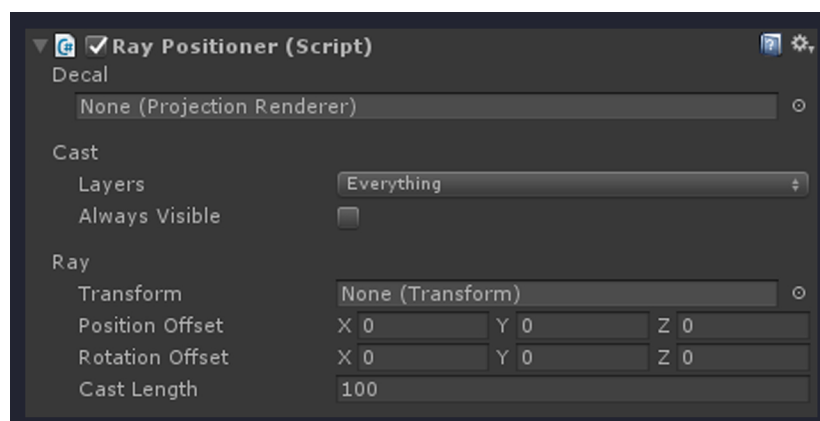 Ray Positioner (Script)
Decal
None (Projection Renderer)
Cast
Layers Everything
Always Visible
Ray
Transform None (Transform)
Position Offset X 0 Y 0 Z 0
Rotation Offset X 0 Y 0 Z 0
Cast Length 100